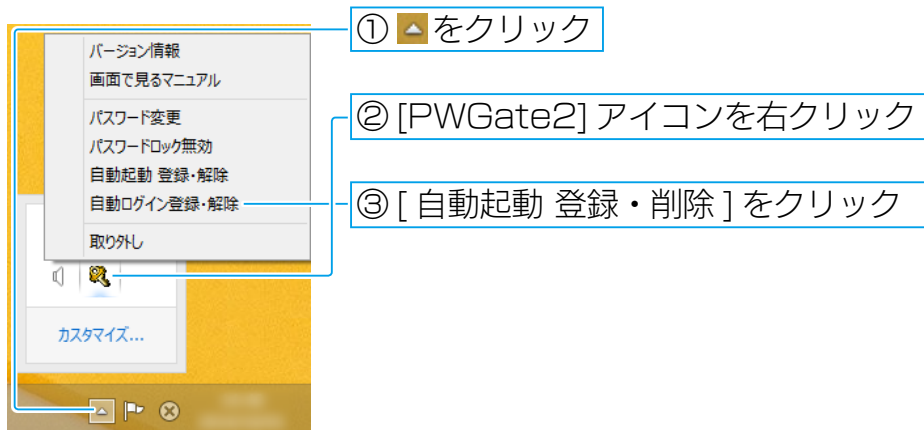 ① をクリック
バージョン情報
画面で見るマニュアル
パスワード変更
② [PWGate2] アイコンを右クリック
パスワードロック無効
自動起動 登録・解除
自動ログイン登録・解除
③ [ 自動起動 登録・削除 ] をクリック
取り外し
カスタマイズ...